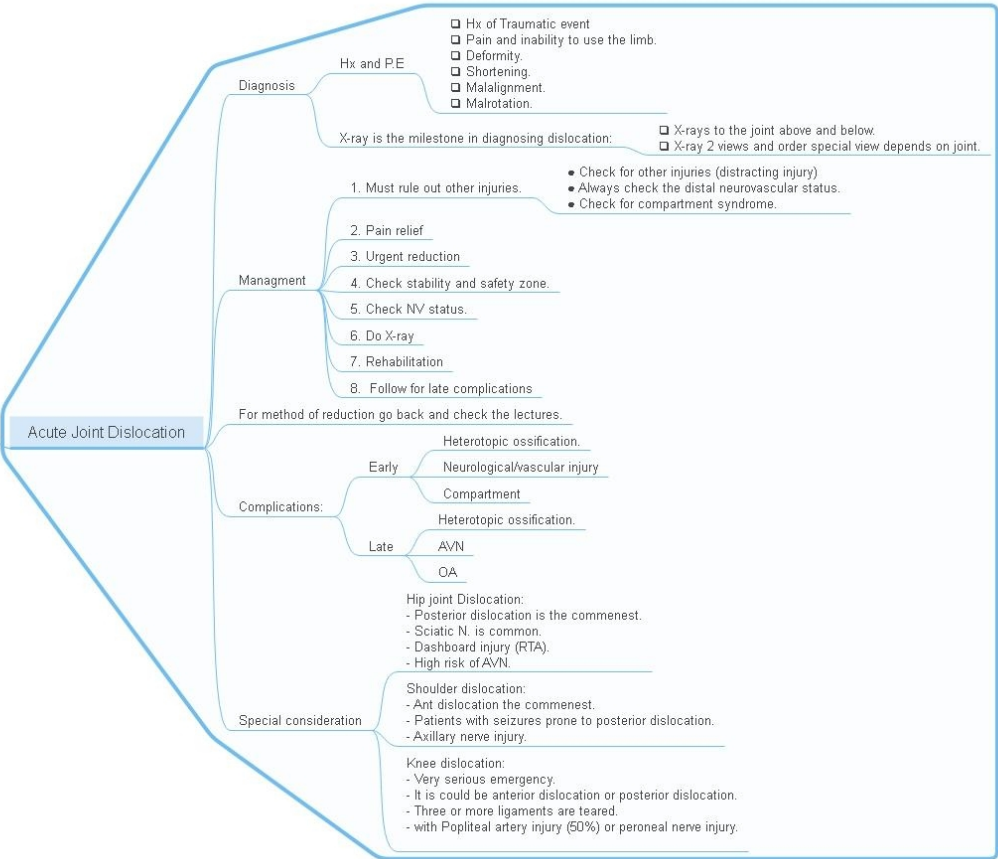 Acute Joint Dislocation
Diagnosis
Hx and P.E
❑ Hx of Traumatic event
❑ Pain and inability to use the limb.
❑ Deformity.
❑ Shortening.
❑ Malalignment.
❑ Malrotation.
X-ray is the milestone in diagnosing dislocation:
❑ X-rays to the joint above and below.
❑ X-ray 2 views and order special view depends on joint.
Managment
1. Must rule out other injuries.
● Check for other injuries (distracting injury)
● Always check the distal neurovascular status.
● Check for compartment syndrome.
2. Pain relief
3. Urgent reduction
4. Check stability and safety zone.
5. Check NV status.
6. Do X-ray
7. Rehabilitation
8. Follow for late complications
For method of reduction go back and check the lectures.
Complications:
Early
Heterotopic ossification.
Neurological/vascular injury
Compartment
Late
Heterotopic ossification.
AVN
OA
Special consideration
Hip joint Dislocation:
- Posterior dislocation is the commenest.
- Sciatic N. is common.
- Dashboard injury (RTA).
- High risk of AVN.
Shoulder dislocation:
- Ant dislocation the commenest.
- Patients with seizures prone to posterior dislocation.
- Axillary nerve injury.
Knee dislocation:
- Very serious emergency.
- It is could be anterior dislocation or posterior dislocation.
- Three or more ligaments are teared.
- with Popliteal artery injury (50%) or peroneal nerve injury.